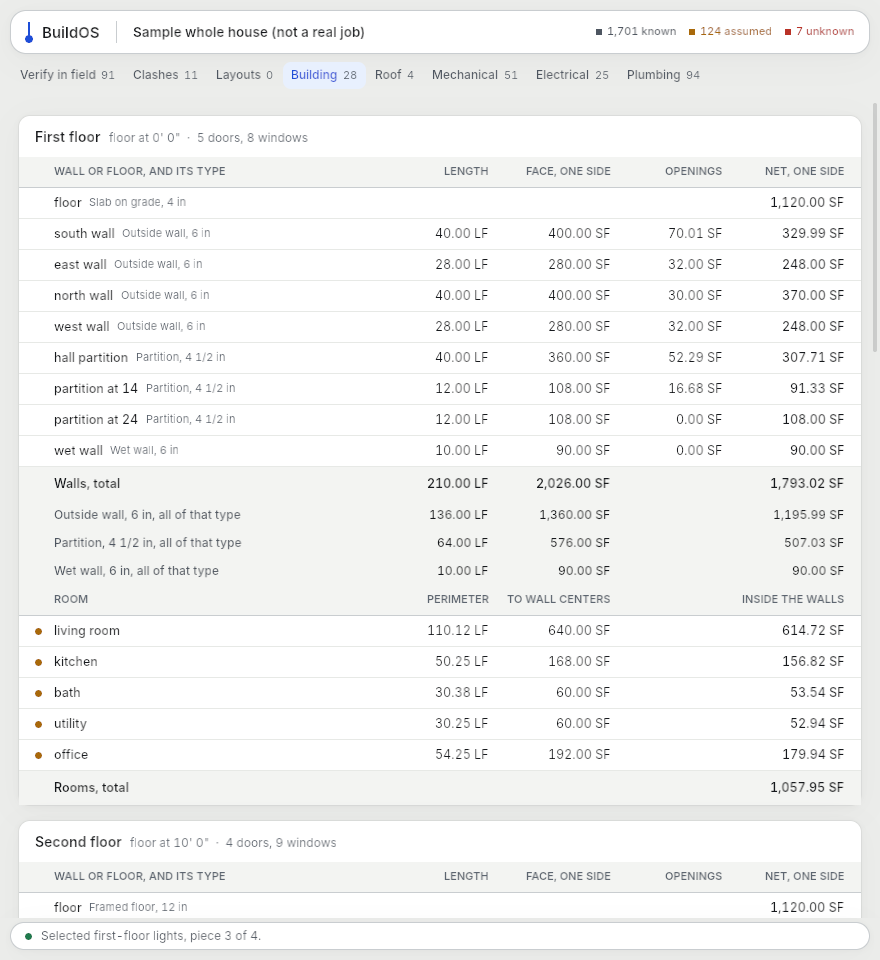 BuildOS Sample whole house (not a real job) 1,701 known 124 assumed 7 unknown
Verify in field 91 Clashes 11 Layouts 0 Building 28 Roof 4 Mechanical 51 Electrical 25 Plumbing 94
First floor floor at 0' 0" · 5 doors, 8 windows
WALL OR FLOOR, AND ITS TYPE LENGTH FACE, ONE SIDE OPENINGS NET, ONE SIDE
floor Slab on grade, 4 in 1,120.00 SF
south wall Outside wall, 6 in 40.00 LF 400.00 SF 70.01 SF 329.99 SF
east wall Outside wall, 6 in 28.00 LF 280.00 SF 32.00 SF 248.00 SF
north wall Outside wall, 6 in 40.00 LF 400.00 SF 30.00 SF 370.00 SF
west wall Outside wall, 6 in 28.00 LF 280.00 SF 32.00 SF 248.00 SF
hall partition Partition, 4 1/2 in 40.00 LF 360.00 SF 52.29 SF 307.71 SF
partition at 14 Partition, 4 1/2 in 12.00 LF 108.00 SF 16.68 SF 91.33 SF
partition at 24 Partition, 4 1/2 in 12.00 LF 108.00 SF 0.00 SF 108.00 SF
wet wall Wet wall, 6 in 10.00 LF 90.00 SF 0.00 SF 90.00 SF
Walls, total 210.00 LF 2,026.00 SF 1,793.02 SF
Outside wall, 6 in, all of that type 136.00 LF 1,360.00 SF 1,195.99 SF
Partition, 4 1/2 in, all of that type 64.00 LF 576.00 SF 507.03 SF
Wet wall, 6 in, all of that type 10.00 LF 90.00 SF 90.00 SF
ROOM PERIMETER TO WALL CENTERS INSIDE THE WALLS
living room 110.12 LF 640.00 SF 614.72 SF
kitchen 50.25 LF 168.00 SF 156.82 SF
bath 30.38 LF 60.00 SF 53.54 SF
utility 30.25 LF 60.00 SF 52.94 SF
office 54.25 LF 192.00 SF 179.94 SF
Rooms, total 1,057.95 SF
Second floor floor at 10' 0" · 4 doors, 9 windows
WALL OR FLOOR, AND ITS TYPE LENGTH FACE, ONE SIDE OPENINGS NET, ONE SIDE
floor Framed floor, 12 in 1,120.00 SF
Selected first-floor lights, piece 3 of 4.